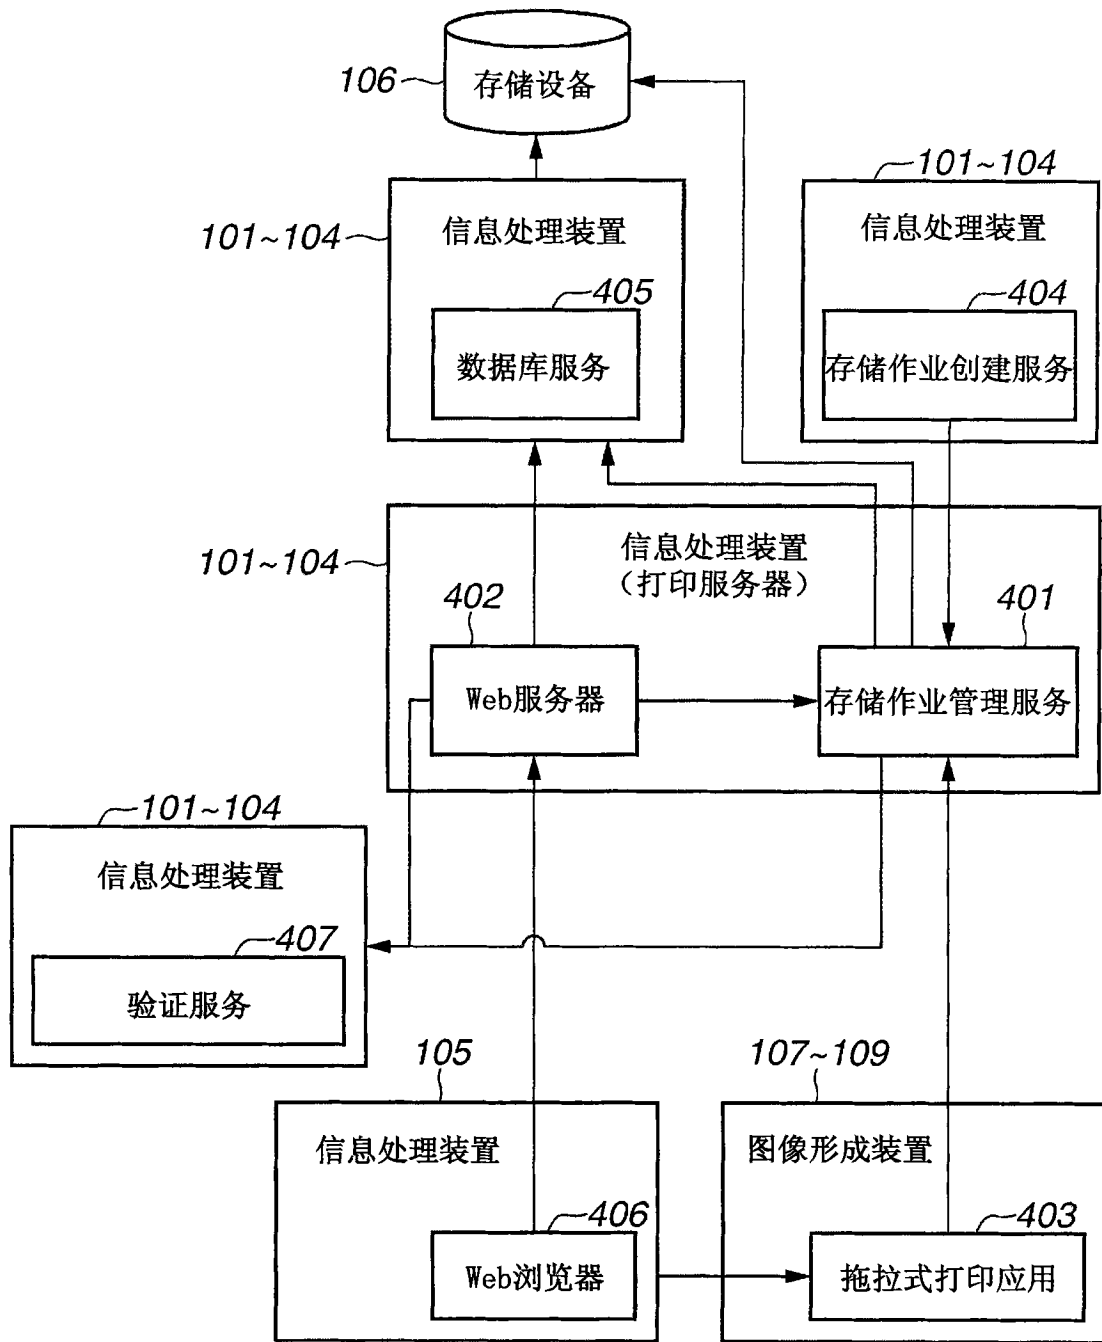 106
存储设备
101~104
信息处理装置
405
数据库服务
101~104
信息处理装置
404
存储作业创建服务
101~104
信息处理装置
（打印服务器）
402
Web服务器
401
存储作业管理服务
101~104
信息处理装置
407
验证服务
105
信息处理装置
406
Web浏览器
107~109
图像形成装置
403
拖拉式打印应用